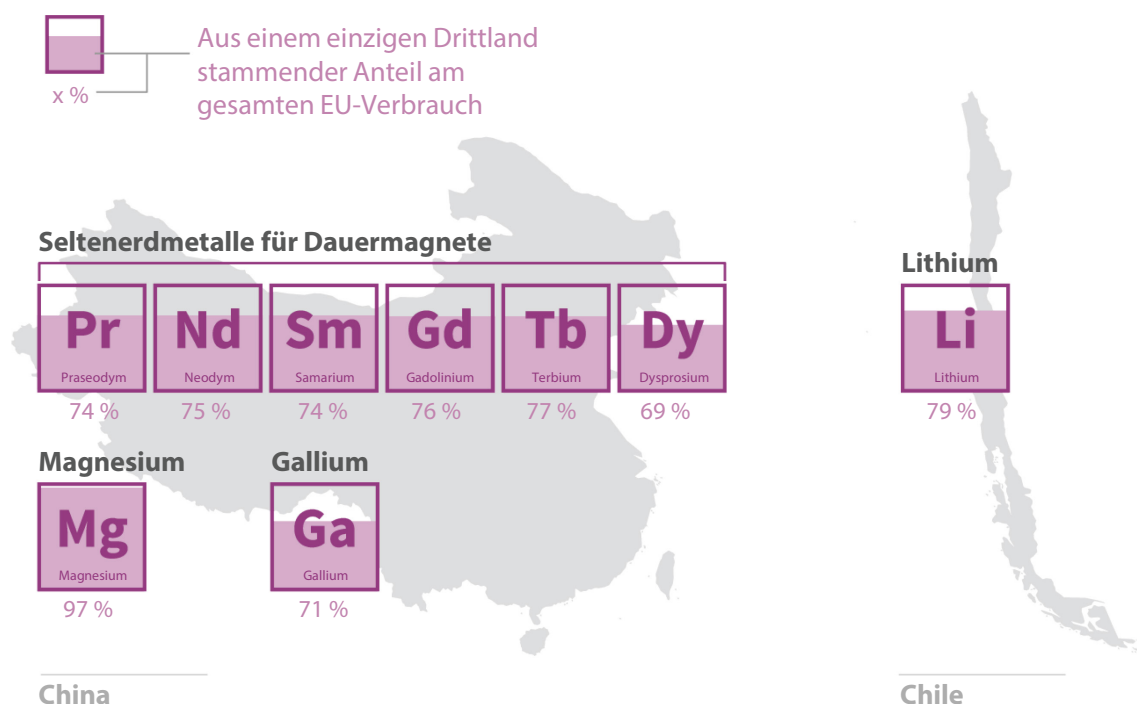 x %
Aus einem einzigen Drittland
stammender Anteil am
gesamten EU-Verbrauch
Seltenerdmetalle für Dauermagnete
Pr
Praseodym
74 %
Nd
Neodym
75 %
Sm
Samarium
74 %
Gd
Gadolinium
76 %
Tb
Terbium
77 %
Dy
Dysprosium
69 %
Lithium
Li
Lithium
79 %
Magnesium
Mg
Magnesium
97 %
Gallium
Ga
Gallium
71 %
China
Chile